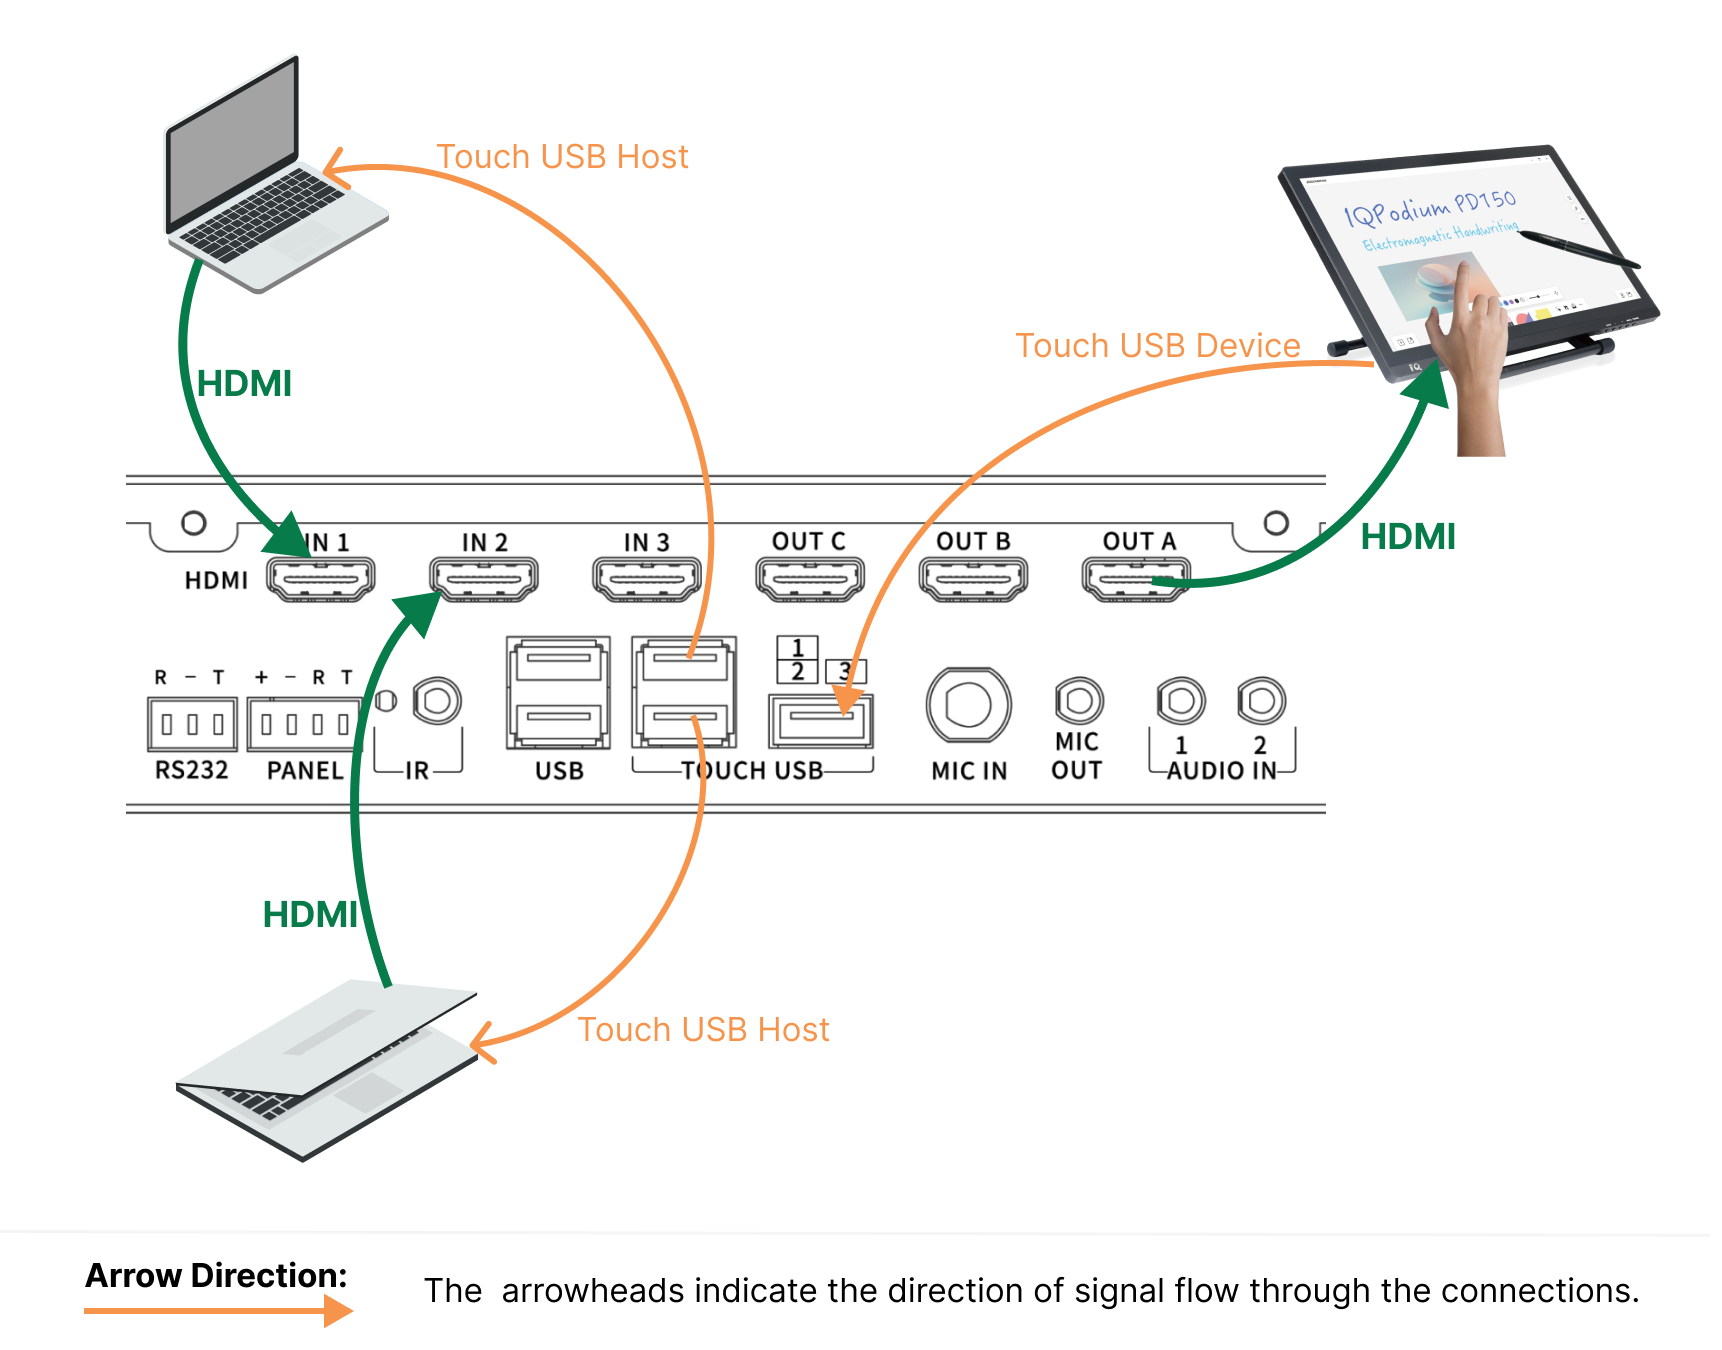 Touch USB Host
IQPodium PD150
Electromagnetic Handwriting
Touch USB Device
HDMI
iQ
HDMI
IN 1
IN 2
IN 3
OUT C
OUT B
OUT A
HDMI
1
2
3
R – T
+ – R T
RS232
PANEL
IR
USB
TOUCH USB
MIC IN
MIC
OUT
1
2
AUDIO IN
HDMI
Touch USB Host
Arrow Direction:
The arrowheads indicate the direction of signal flow through the connections.